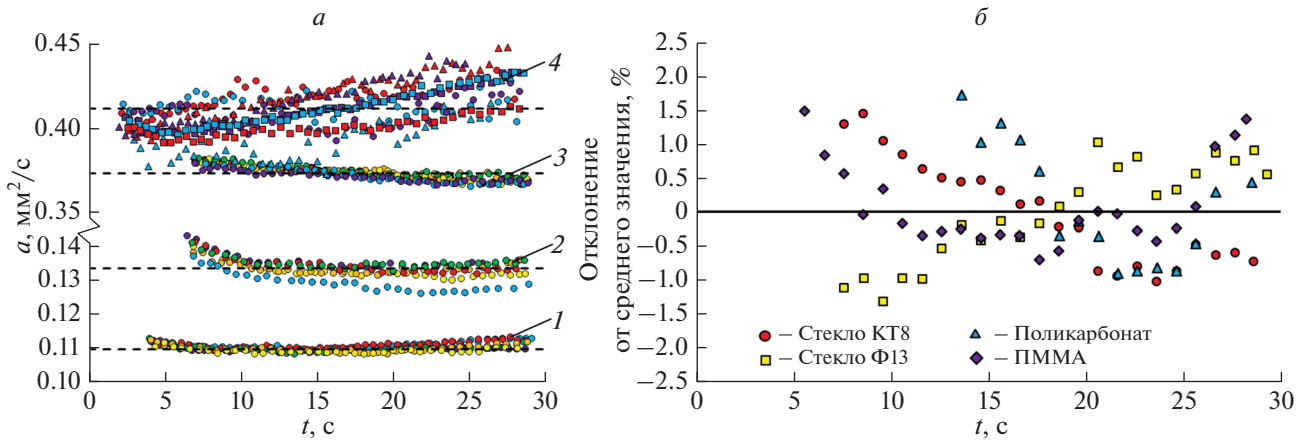 а
a, мм²/с
0.45
0.40
0.35
0.14
0.13
0.12
0.11
0.10
4
3
2
1
0 5 10 15 20 25 30
t, с
б
Отклонение
от среднего значения, %
2.5
2.0
1.5
1.0
0.5
0
−0.5
−1.0
−1.5
−2.0
−2.5
– Стекло КТ8
– Поликарбонат
– Стекло Ф13
– ПММА
0 5 10 15 20 25 30
t, с